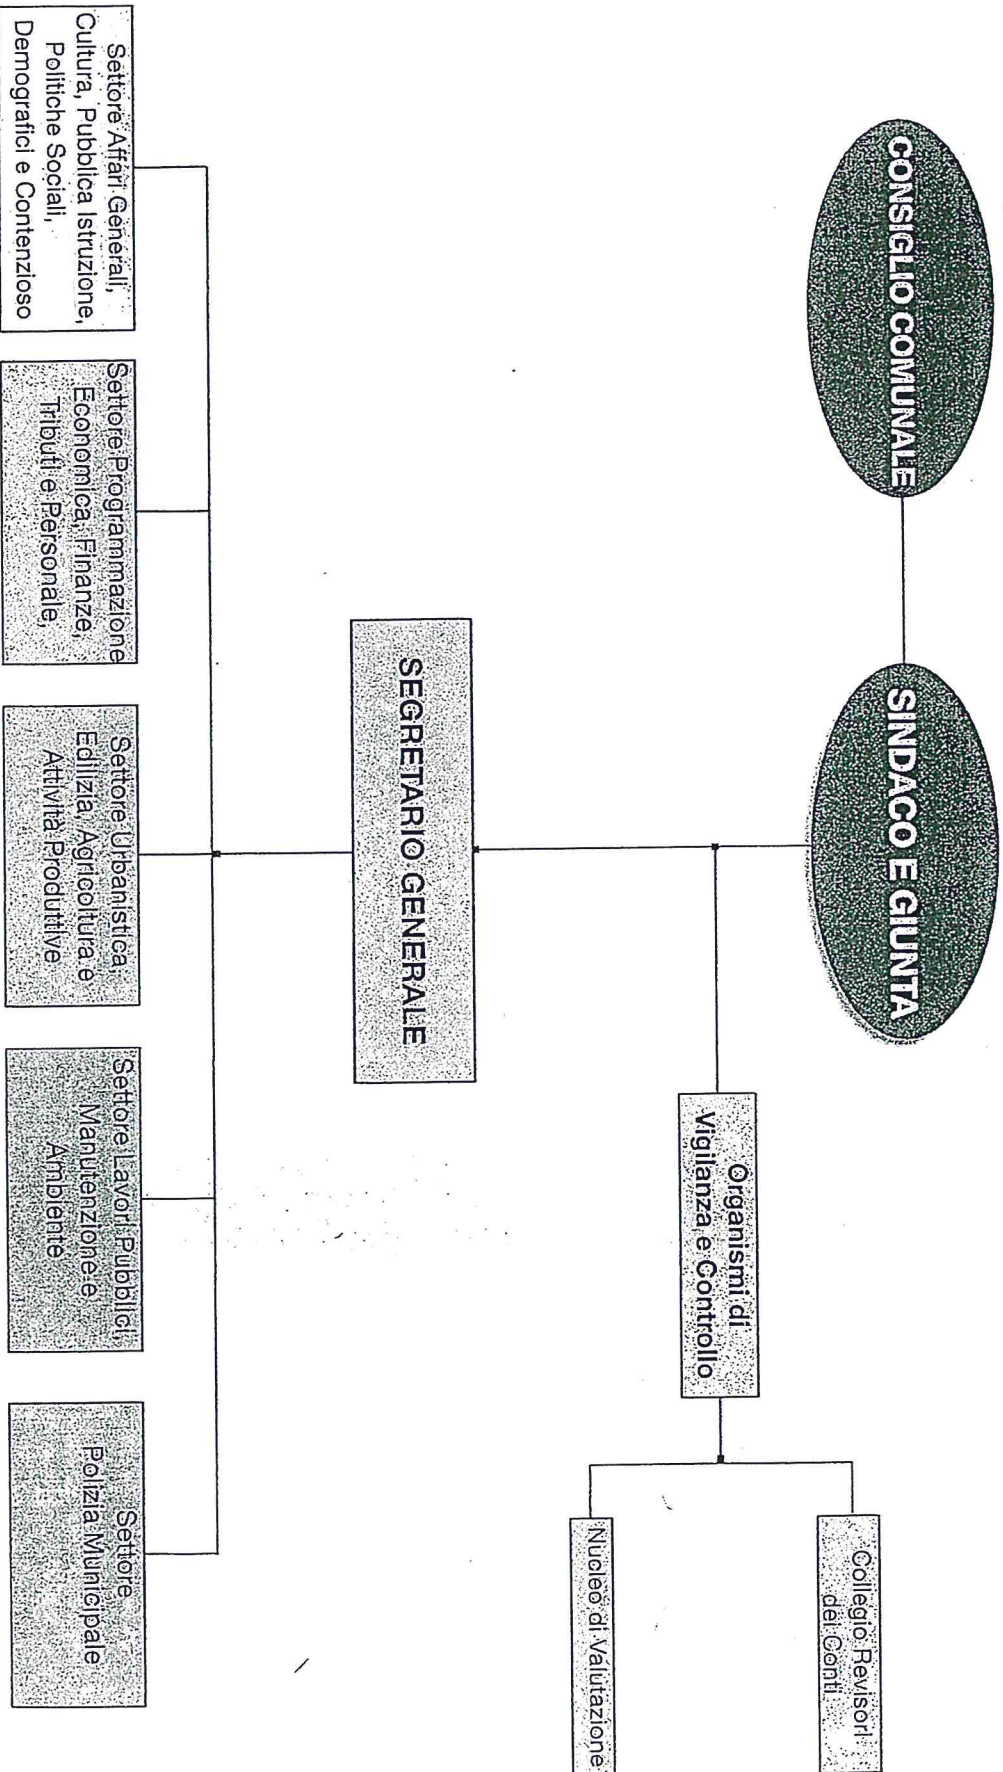 CONSIGLIO COMUNALE
SINDACO E GIUNTA
Organismi di
Vigilanza e Controllo
Collegio Revisori
dei Conti
Nucleo di Valutazione
SEGRETARIO GENERALE
Settore Affari Generali,
Cultura, Pubblica Istruzione,
Politiche Sociali,
Demografici e Contenzioso
Settore Programmazione
Economica, Finanze,
Tributi e Personale,
Settore Urbanistica,
Edilizia, Agricoltura e
Attività Produttive
Settore Lavori Pubblici,
Manutenzione e
Ambiente
Settore
Polizia Municipale